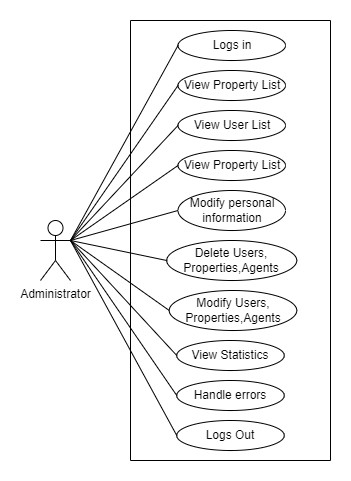 Logs in
View Property List
View User List
View Property List
Modify personal
information
Delete Users,
Properties,Agents
Administrator
Modify Users,
Properties,Agents
View Statistics
Handle errors
Logs Out